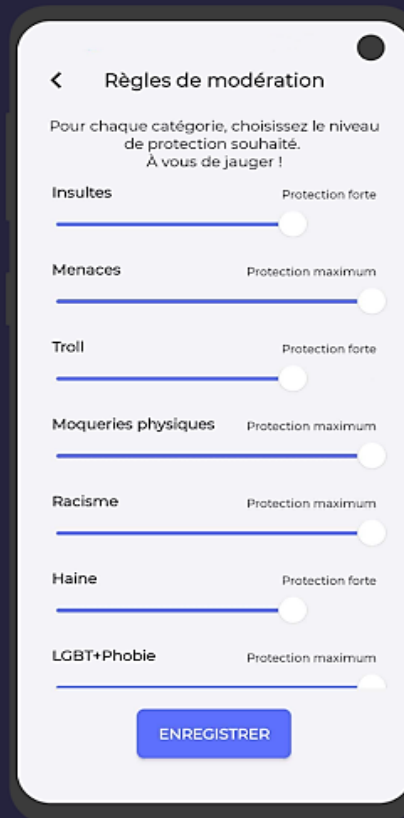 Règles de modération
Pour chaque catégorie, choisissez le niveau
de protection souhaité.
À vous de jauger !
Insultes Protection forte
Menaces Protection maximum
Troll Protection forte
Moqueries physiques Protection maximum
Racisme Protection maximum
Haine Protection forte
LGBT+Phobie Protection maximum
ENREGISTRER